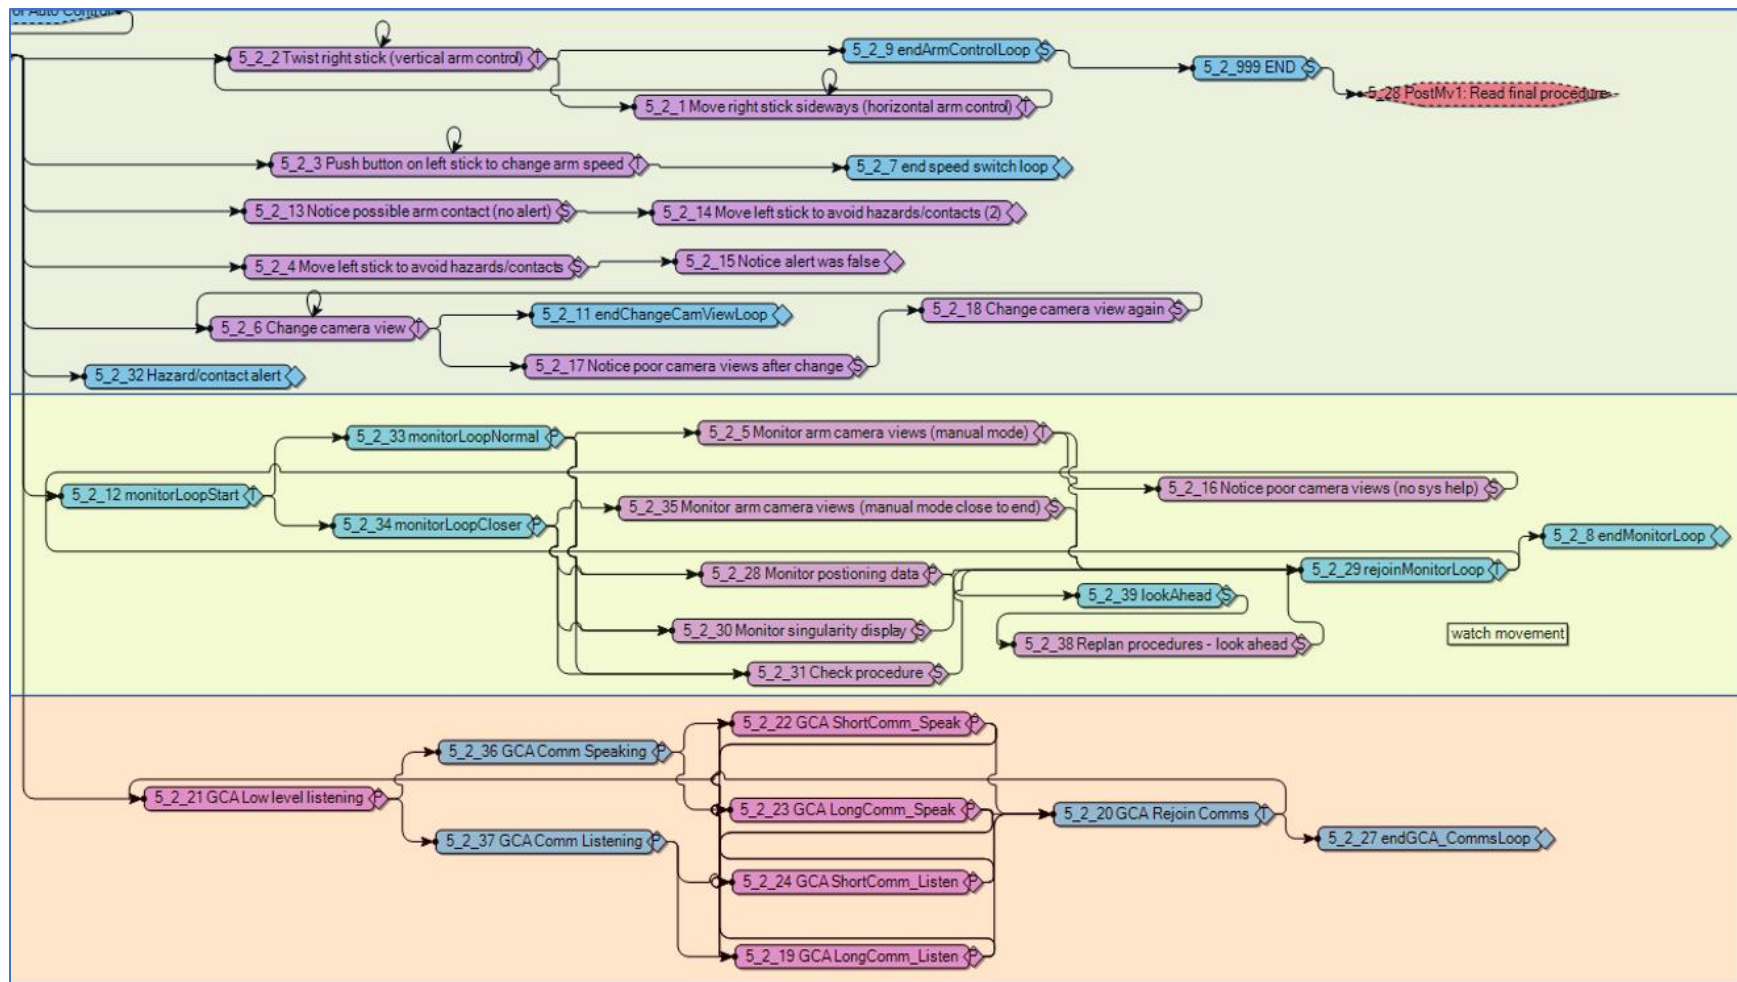 or Auto Control
5_2_2 Twist right stick (vertical arm control) T
5_2_9 endArmControlLoop S
5_2_999 END S
5_28 PostMv1: Read final procedure
5_2_1 Move right stick sideways (horizontal arm control) T
5_2_3 Push button on left stick to change arm speed T
5_2_7 end speed switch loop
5_2_13 Notice possible arm contact (no alert) S
5_2_14 Move left stick to avoid hazards/contacts (2)
5_2_4 Move left stick to avoid hazards/contacts S
5_2_15 Notice alert was false
5_2_6 Change camera view T
5_2_11 endChangeCamViewLoop
5_2_18 Change camera view again S
5_2_17 Notice poor camera views after change S
5_2_32 Hazard/contact alert
5_2_33 monitorLoopNormal P
5_2_5 Monitor arm camera views (manual mode) T
5_2_12 monitorLoopStart T
5_2_16 Notice poor camera views (no sys help) S
5_2_34 monitorLoopCloser P
5_2_35 Monitor arm camera views (manual mode close to end) S
5_2_8 endMonitorLoop
5_2_28 Monitor postioning data P
5_2_29 rejoinMonitorLoop T
5_2_39 lookAhead S
5_2_30 Monitor singularity display S
5_2_38 Replan procedures - look ahead S
watch movement
5_2_31 Check procedure S
5_2_22 GCA ShortComm_Speak P
5_2_36 GCA Comm Speaking P
5_2_21 GCA Low level listening P
5_2_23 GCA LongComm_Speak P
5_2_20 GCA Rejoin Comms T
5_2_37 GCA Comm Listening P
5_2_27 endGCA_CommsLoop
5_2_24 GCA ShortComm_Listen P
5_2_19 GCA LongComm_Listen P